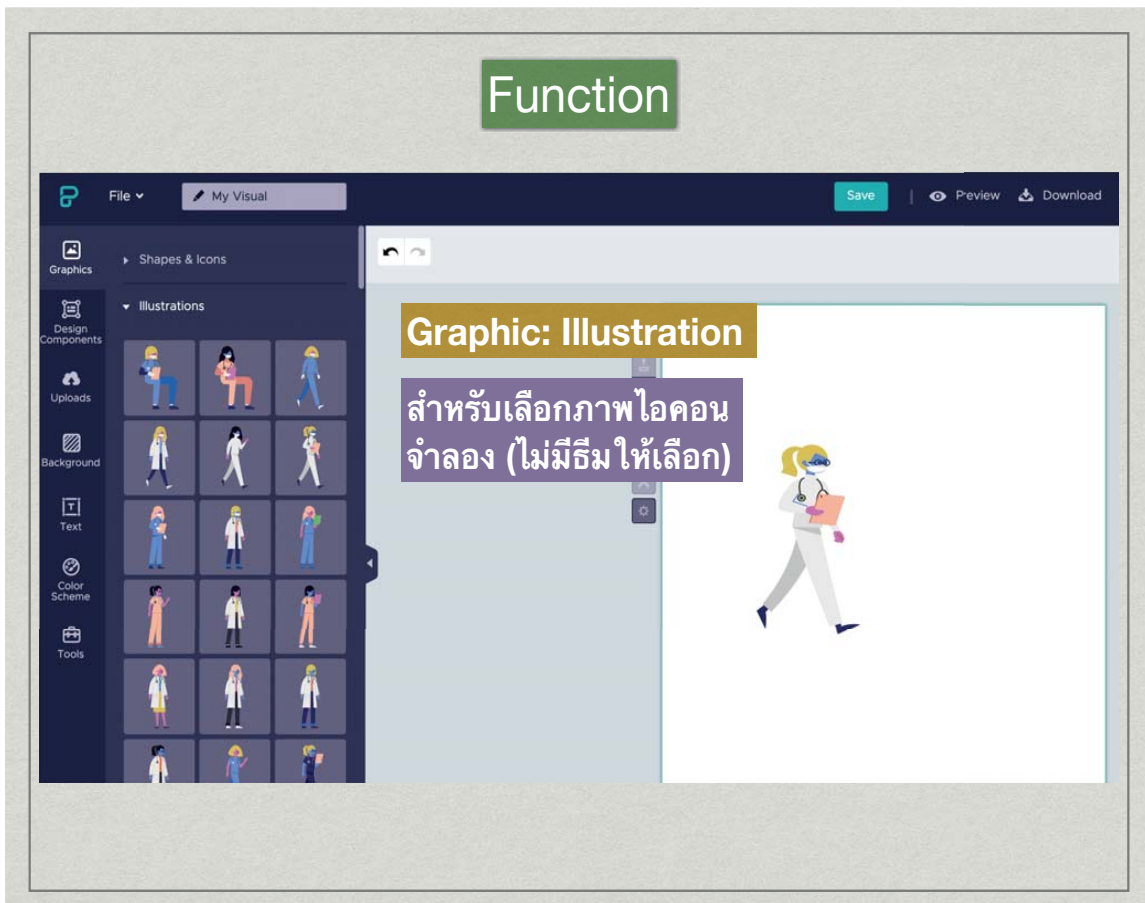 Function
File
My Visual
Save
Preview
Download
Graphics
Shapes & Icons
Illustrations
Design
Components
Uploads
Background
Text
Color
Scheme
Tools
Graphic: Illustration
สำหรับเลือกภาพไอคอน
จำลอง (ไม่มีธีมให้เลือก)